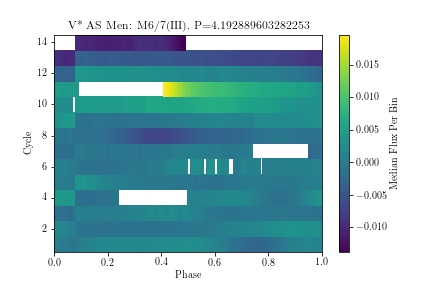 V* AS Men: M6/7(III). P=4.192889603282253
14
12
10
8
6
4
2
Cycle
0.0 0.2 0.4 0.6 0.8 1.0
Phase
0.015
0.010
0.005
0.000
−0.005
−0.010
Median Flux Per Bin